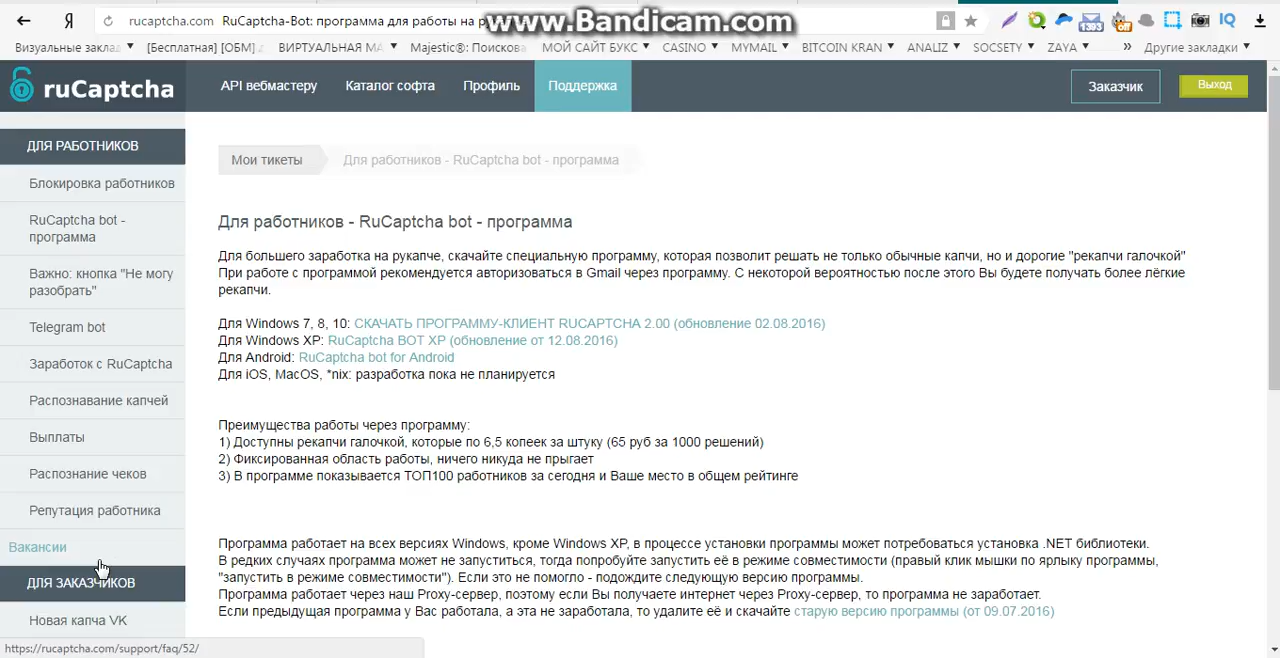 Я rucaptcha.com RuCaptcha-Bot: программа для работы на р
www.Bandicam.com
1393 off IQ
Визуальные заклад [Бесплатная] [ОБМ] ВИРТУАЛЬНАЯ МА Majestic®: Поискова МОЙ САЙТ БУКС CASINO MYMAIL BITCOIN KRAN ANALIZ SOCSETY ZAYA » Другие закладки
ruCaptcha API вебмастеру Каталог софта Профиль Поддержка Заказчик Выход
ДЛЯ РАБОТНИКОВ
Блокировка работников
RuCaptcha bot -
программа
Важно: кнопка "Не могу
разобрать"
Telegram bot
Заработок с RuCaptcha
Распознавание капчей
Выплаты
Распознание чеков
Репутация работника
Вакансии
ДЛЯ ЗАКАЗЧИКОВ
Новая капча VK
Мои тикеты Для работников - RuCaptcha bot - программа
Для работников - RuCaptcha bot - программа
Для большего заработка на рукапче, скачайте специальную программу, которая позволит решать не только обычные капчи, но и дорогие "рекапчи галочкой"
При работе с программой рекомендуется авторизоваться в Gmail через программу. С некоторой вероятностью после этого Вы будете получать более лёгкие
рекапчи.
Для Windows 7, 8, 10: СКАЧАТЬ ПРОГРАММУ-КЛИЕНТ RUCAPTCHA 2.00 (обновление 02.08.2016)
Для Windows XP: RuCaptcha BOT XP (обновление от 12.08.2016)
Для Android: RuCaptcha bot for Android
Для iOS, MacOS, *nix: разработка пока не планируется
Преимущества работы через программу:
1) Доступны рекапчи галочкой, которые по 6,5 копеек за штуку (65 руб за 1000 решений)
2) Фиксированная область работы, ничего никуда не прыгает
3) В программе показывается ТОП100 работников за сегодня и Ваше место в общем рейтинге
Программа работает на всех версиях Windows, кроме Windows XP, в процессе установки программы может потребоваться установка .NET библиотеки.
В редких случаях программа может не запуститься, тогда попробуйте запустить её в режиме совместимости (правый клик мышки по ярлыку программы,
"запустить в режиме совместимости"). Если это не помогло - подождите следующую версию программы.
Программа работает через наш Proxy-сервер, поэтому если Вы получаете интернет через Proxy-сервер, то программа не заработает.
Если предыдущая программа у Вас работала, а эта не заработала, то удалите её и скачайте старую версию программы (от 09.07.2016)
https://rucaptcha.com/support/faq/52/